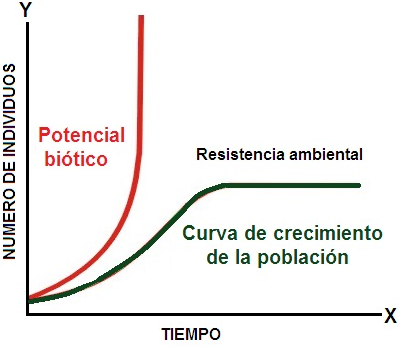 Y
NUMERO DE INDIVIDUOS
Potencial
biótico
Resistencia ambiental
Curva de crecimiento
de la población
X
TIEMPO